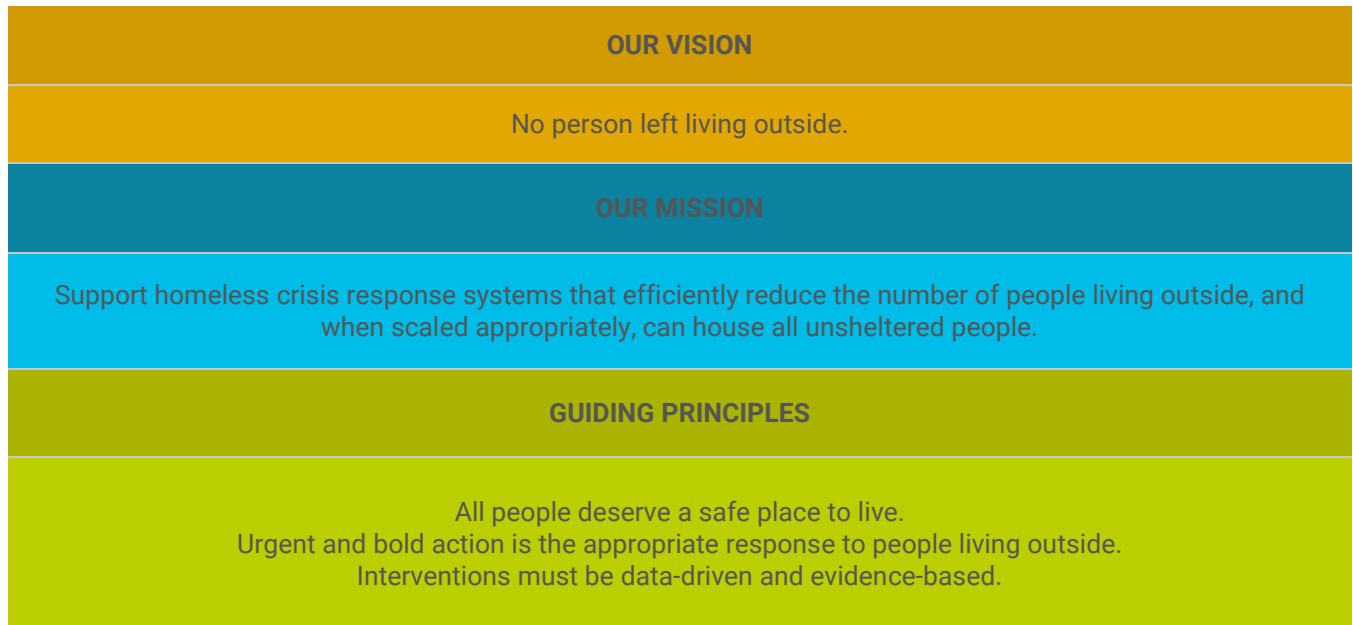 OUR VISION
No person left living outside.
OUR MISSION
Support homeless crisis response systems that efficiently reduce the number of people living outside, and
when scaled appropriately, can house all unsheltered people.
GUIDING PRINCIPLES
All people deserve a safe place to live.
Urgent and bold action is the appropriate response to people living outside.
Interventions must be data-driven and evidence-based.